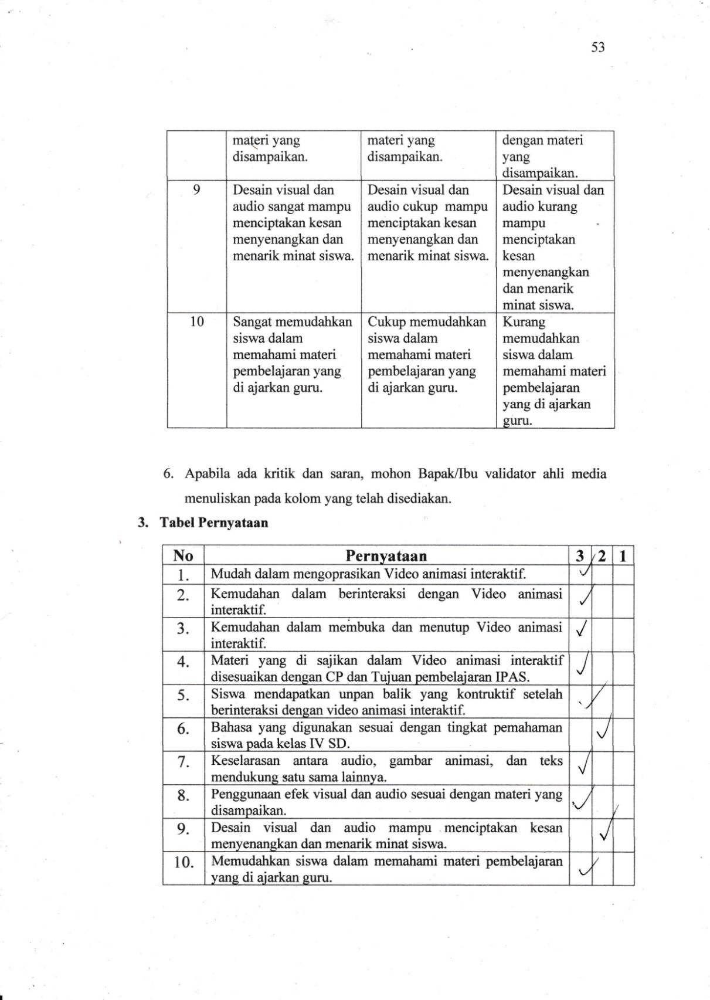 53
materi yang
disampaikan.
materi yang
disampaikan.
dengan materi
yang
disampaikan.
9
Desain visual dan
audio sangat mampu
menciptakan kesan
menyenangkan dan
menarik minat siswa.
Desain visual dan
audio cukup mampu
menciptakan kesan
menyenangkan dan
menarik minat siswa.
Desain visual dan
audio kurang
mampu
menciptakan
kesan
menyenangkan
dan menarik
minat siswa.
10
Sangat memudahkan
siswa dalam
memahami materi
pembelajaran yang
di ajarkan guru.
Cukup memudahkan
siswa dalam
memahami materi
pembelajaran yang
di ajarkan guru.
Kurang
memudahkan
siswa dalam
memahami materi
pembelajaran
yang di ajarkan
guru.
6. Apabila ada kritik dan saran, mohon Bapak/Ibu validator ahli media
menuliskan pada kolom yang telah disediakan.
3. Tabel Pernyataan
No Pernyataan 3 2 1
1. Mudah dalam mengoprasikan Video animasi interaktif. ✓
2. Kemudahan dalam berinteraksi dengan Video animasi ✓
interaktif.
3. Kemudahan dalam membuka dan menutup Video animasi ✓
interaktif.
4. Materi yang di sajikan dalam Video animasi interaktif ✓
disesuaikan dengan CP dan Tujuan pembelajaran IPAS.
5. Siswa mendapatkan unpan balik yang kontruktif setelah ✓
berinteraksi dengan video animasi interaktif.
6. Bahasa yang digunakan sesuai dengan tingkat pemahaman ✓
siswa pada kelas IV SD.
7. Keselarasan antara audio, gambar animasi, dan teks ✓
mendukung satu sama lainnya.
8. Penggunaan efek visual dan audio sesuai dengan materi yang ✓
disampaikan.
9. Desain visual dan audio mampu menciptakan kesan ✓
menyenangkan dan menarik minat siswa.
10. Memudahkan siswa dalam memahami materi pembelajaran ✓
yang di ajarkan guru.